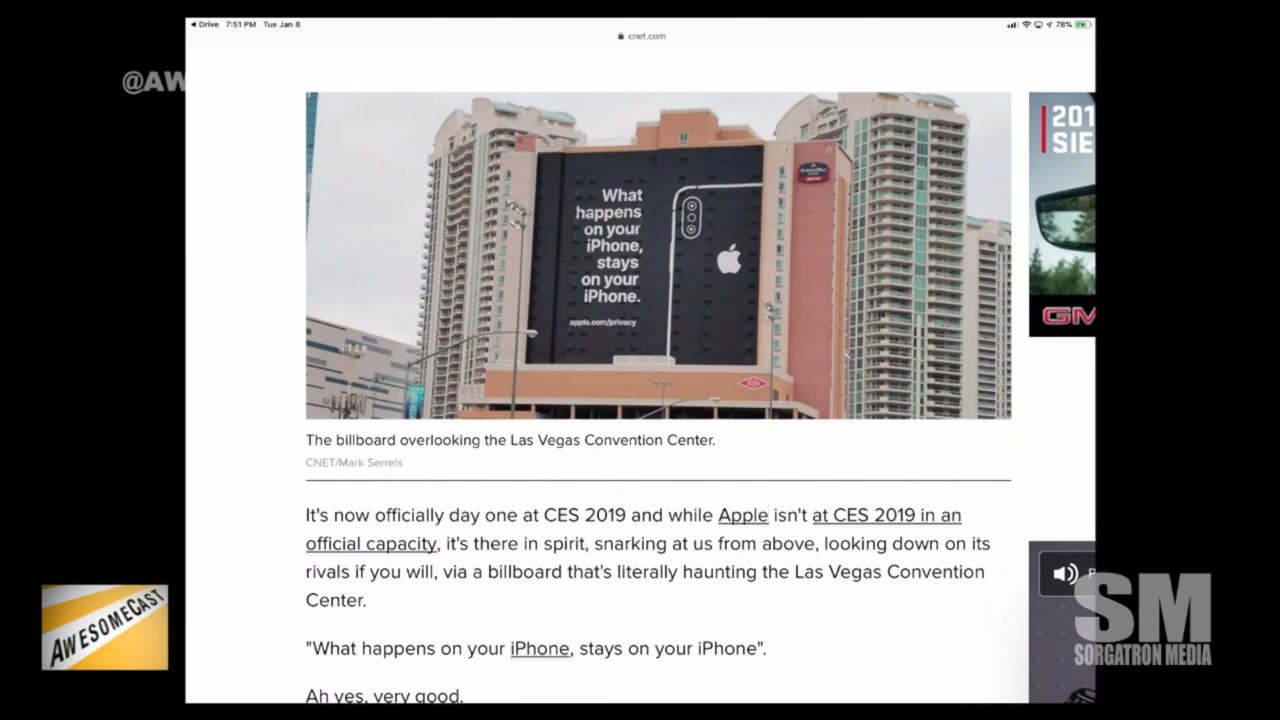 Drive 7:51 PM Tue Jan 8
78%
cnet.com
@AW
What
happens
on your
iPhone,
stays
on your
iPhone.
apple.com/privacy
201
SIE
GM
The billboard overlooking the Las Vegas Convention Center.
CNET/Mark Serrels
It's now officially day one at CES 2019 and while Apple isn't at CES 2019 in an
official capacity, it's there in spirit, snarking at us from above, looking down on its
rivals if you will, via a billboard that's literally haunting the Las Vegas Convention
Center.
"What happens on your iPhone, stays on your iPhone".
Ah yes, very good.
AWESOMECAST
SM
SORGATRON MEDIA